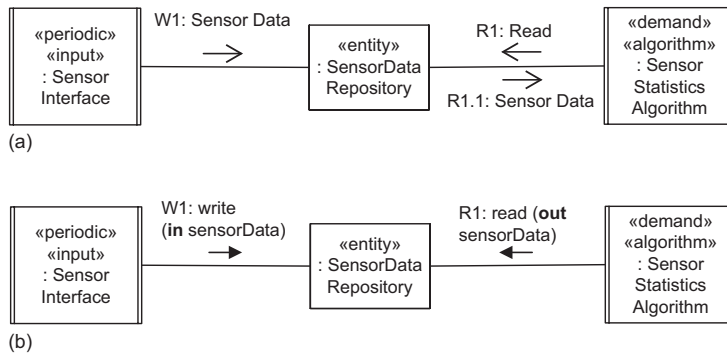 «periodic»
«input»
: Sensor
Interface
W1: Sensor Data
«entity»
: SensorData
Repository
R1: Read
R1.1: Sensor Data
«demand»
«algorithm»
: Sensor
Statistics
Algorithm
(a)
«periodic»
«input»
: Sensor
Interface
W1: write
(in sensorData)
«entity»
: SensorData
Repository
R1: read (out
sensorData)
«demand»
«algorithm»
: Sensor
Statistics
Algorithm
(b)